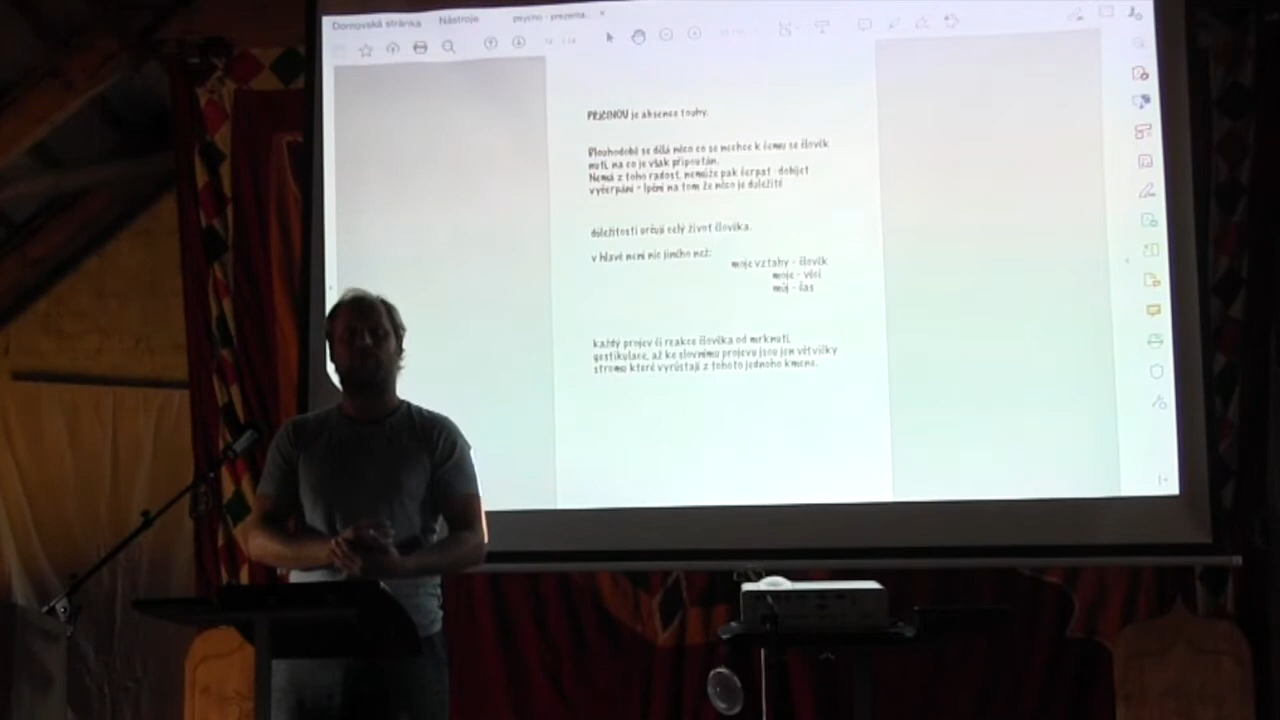 Domovská stránka Nástroje psycho - prezenta...
PŘÍČINOU je absence touhy.
Dlouhodobě se dělá něco co se nechce k čemu se člověk
nutí, na co je však připoután.
Nemá z toho radost, nemůže pak čerpat - dobíjet
vyčerpání = lpění na tom že něco je důležité
důležitosti určují celý život člověka.
v hlavě není nic jiného než:
moje vztahy - člověk
moje - věci
můj - čas
každý projev či reakce člověka od mrknutí,
gestikulace, až ke slovnímu projevu jsou jen větvičky
stromu které vyrůstají z tohoto jednoho kmene.